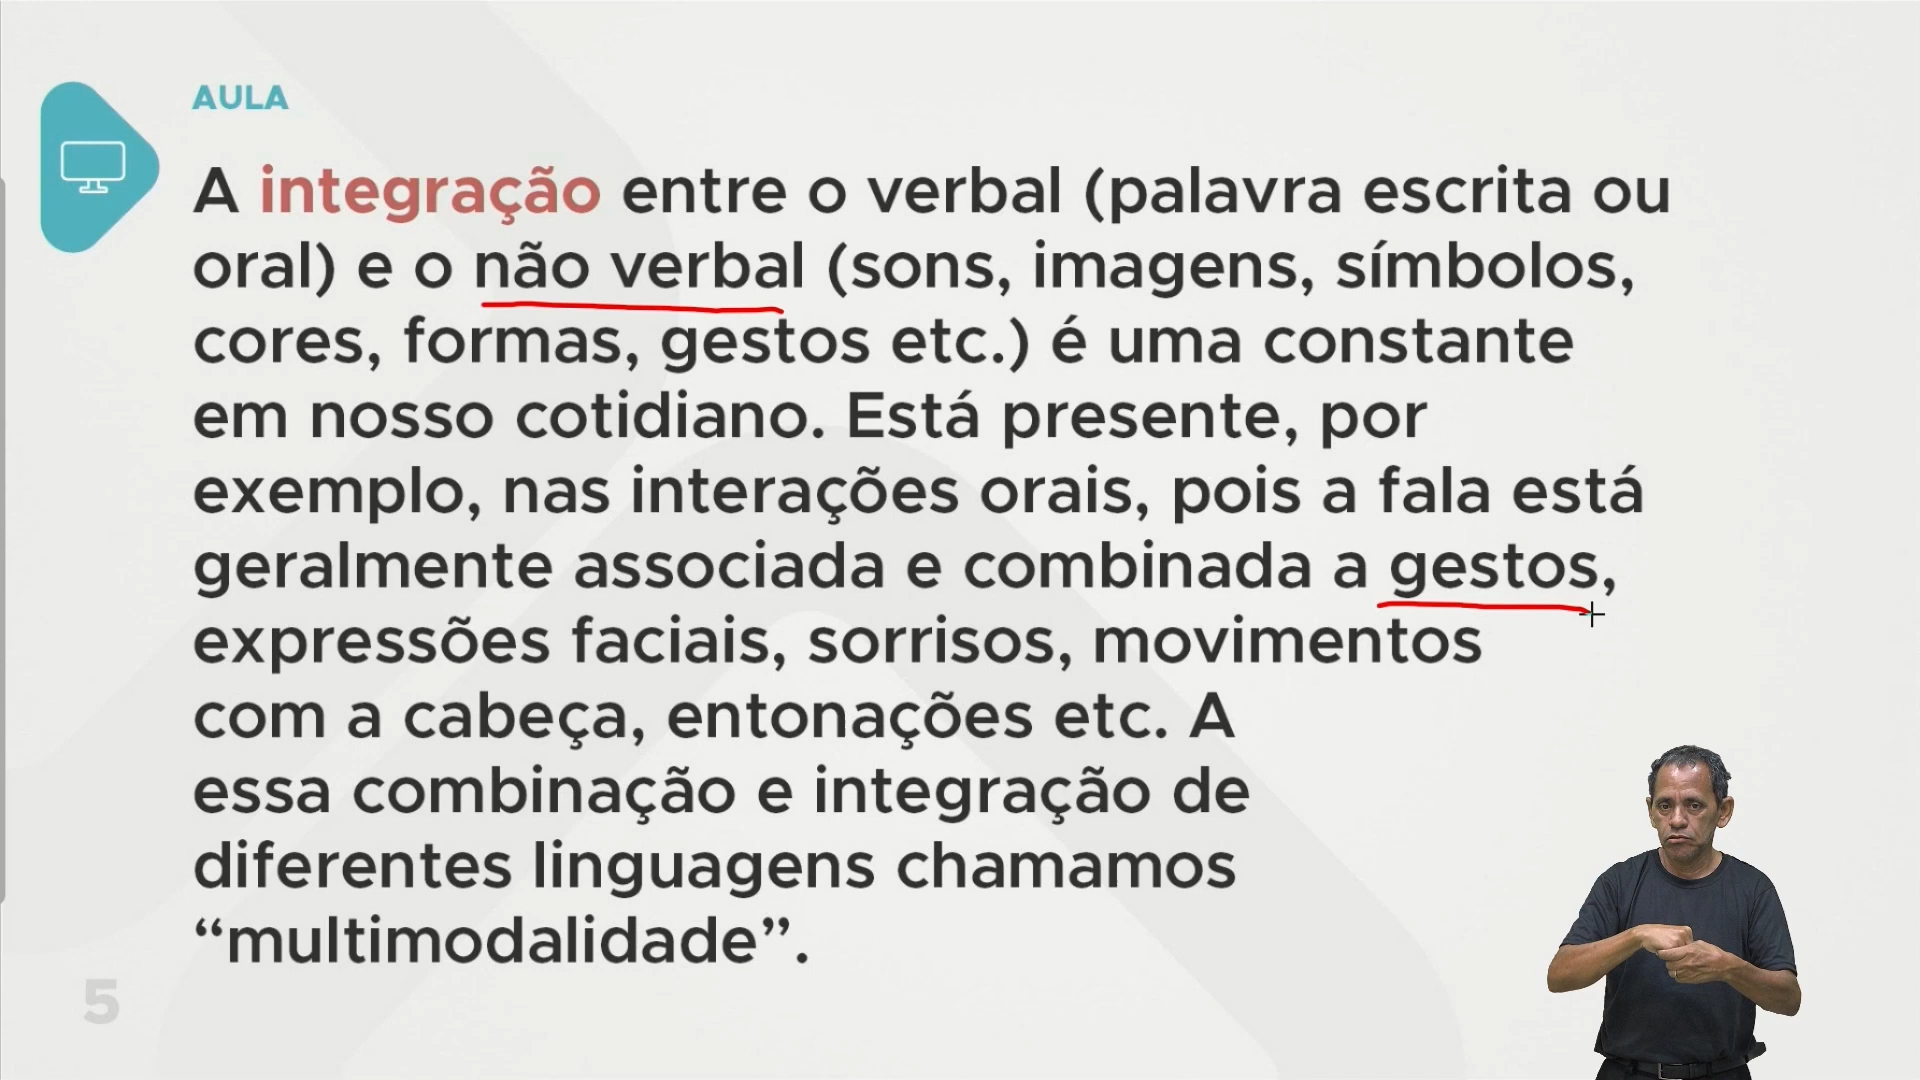 AULA
A integração entre o verbal (palavra escrita ou
oral) e o não verbal (sons, imagens, símbolos,
cores, formas, gestos etc.) é uma constante
em nosso cotidiano. Está presente, por
exemplo, nas interações orais, pois a fala está
geralmente associada e combinada a gestos,
expressões faciais, sorrisos, movimentos
com a cabeça, entonações etc. A
essa combinação e integração de
diferentes linguagens chamamos
“multimodalidade”.
5